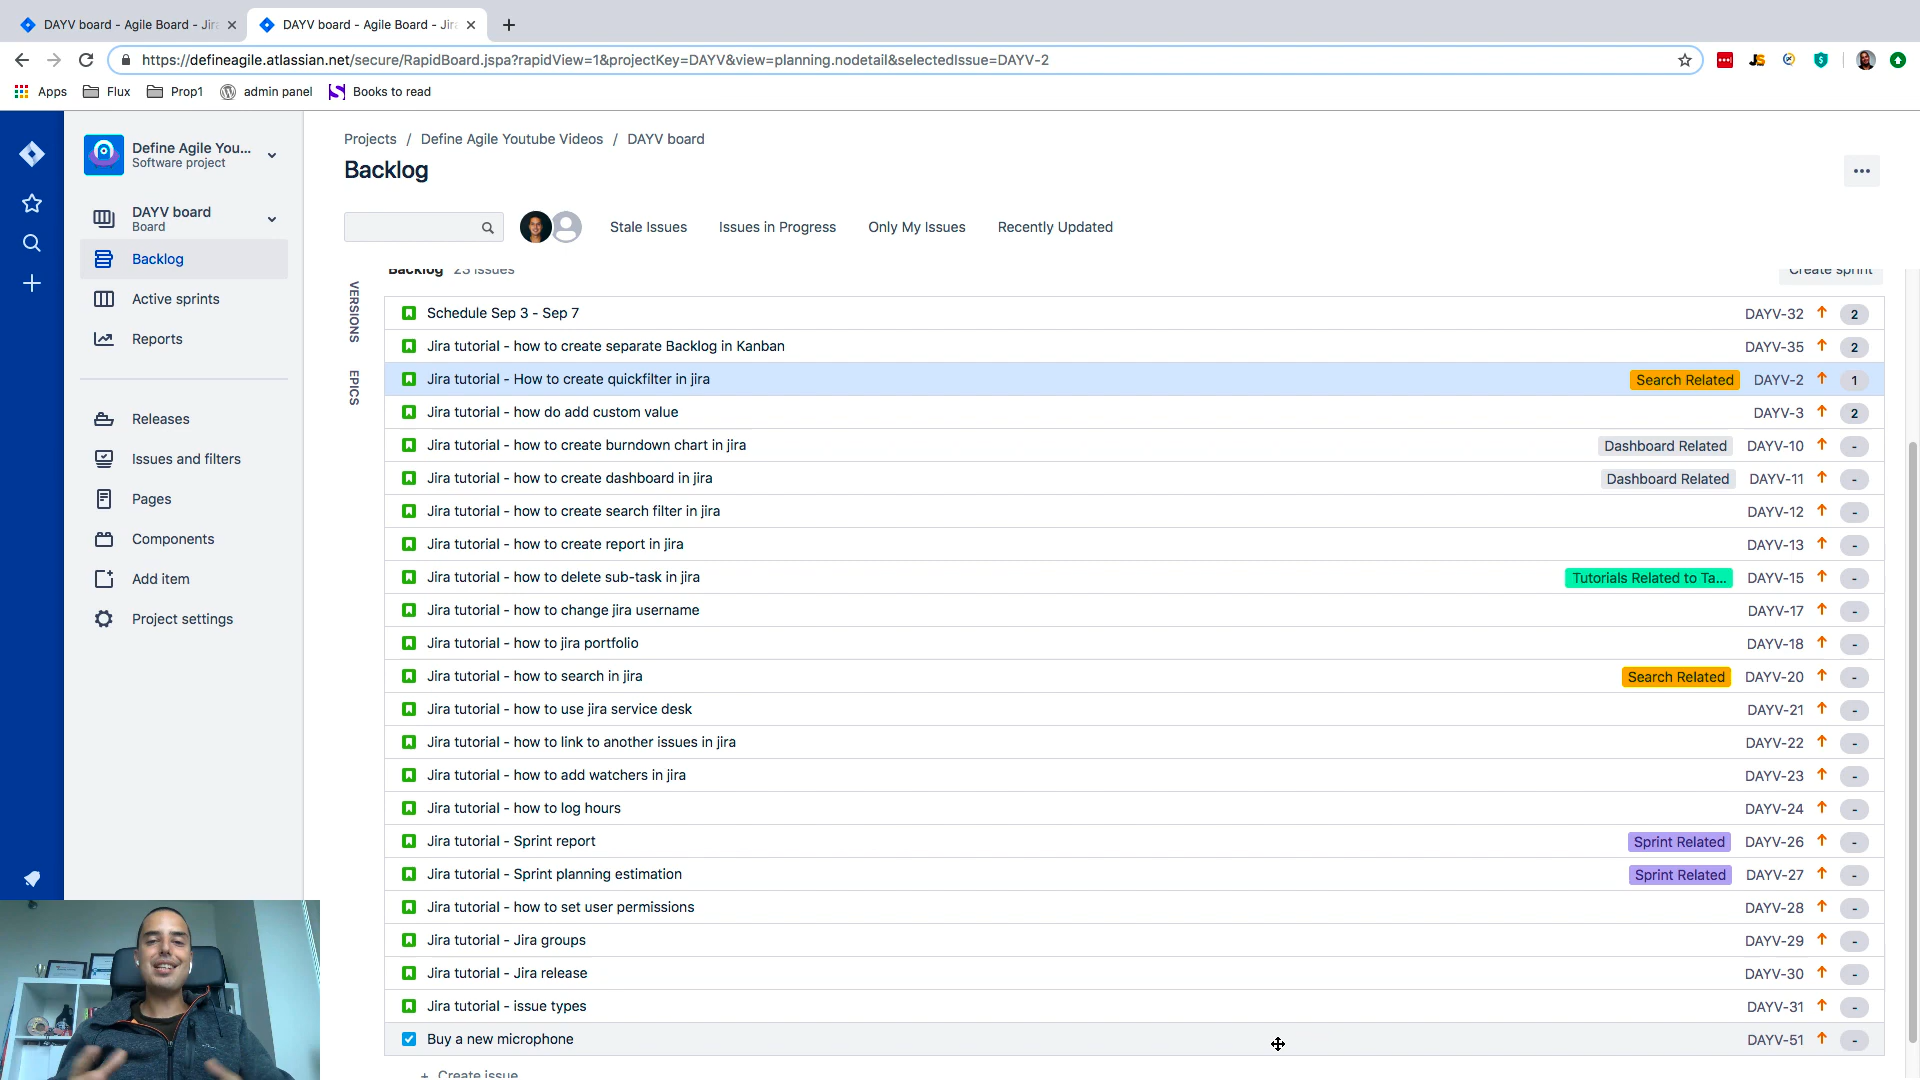 DAYV board - Agile Board - Jir
DAYV board - Agile Board - Jir
https://defineagile.atlassian.net/secure/RapidBoard.jspa?rapidView=1&projectKey=DAYV&view=planning.nodetail&selectedIssue=DAYV-2
JS
Apps
Flux
Prop1
admin panel
Books to read
Define Agile You...
Software project
DAYV board
Board
Backlog
Active sprints
Reports
Releases
Issues and filters
Pages
Components
Add item
Project settings
Projects / Define Agile Youtube Videos / DAYV board
Backlog
Stale Issues
Issues in Progress
Only My Issues
Recently Updated
VERSIONS
EPICS
Backlog 23 issues
Create sprint
Schedule Sep 3 - Sep 7 DAYV-32 2
Jira tutorial - how to create separate Backlog in Kanban DAYV-35 2
Jira tutorial - How to create quickfilter in jira Search Related DAYV-2 1
Jira tutorial - how do add custom value DAYV-3 2
Jira tutorial - how to create burndown chart in jira Dashboard Related DAYV-10 -
Jira tutorial - how to create dashboard in jira Dashboard Related DAYV-11 -
Jira tutorial - how to create search filter in jira DAYV-12 -
Jira tutorial - how to create report in jira DAYV-13 -
Jira tutorial - how to delete sub-task in jira Tutorials Related to Ta... DAYV-15 -
Jira tutorial - how to change jira username DAYV-17 -
Jira tutorial - how to jira portfolio DAYV-18 -
Jira tutorial - how to search in jira Search Related DAYV-20 -
Jira tutorial - how to use jira service desk DAYV-21 -
Jira tutorial - how to link to another issues in jira DAYV-22 -
Jira tutorial - how to add watchers in jira DAYV-23 -
Jira tutorial - how to log hours DAYV-24 -
Jira tutorial - Sprint report Sprint Related DAYV-26 -
Jira tutorial - Sprint planning estimation Sprint Related DAYV-27 -
Jira tutorial - how to set user permissions DAYV-28 -
Jira tutorial - Jira groups DAYV-29 -
Jira tutorial - Jira release DAYV-30 -
Jira tutorial - issue types DAYV-31 -
Buy a new microphone DAYV-51 -
+ Create issue